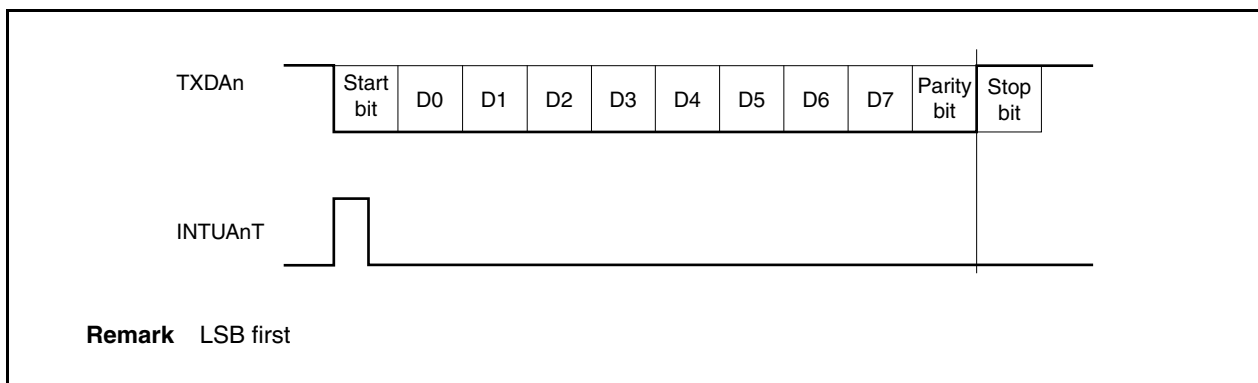 TXDAn
Start bit
D0
D1
D2
D3
D4
D5
D6
D7
Parity bit
Stop bit
INTUAnT
Remark LSB first